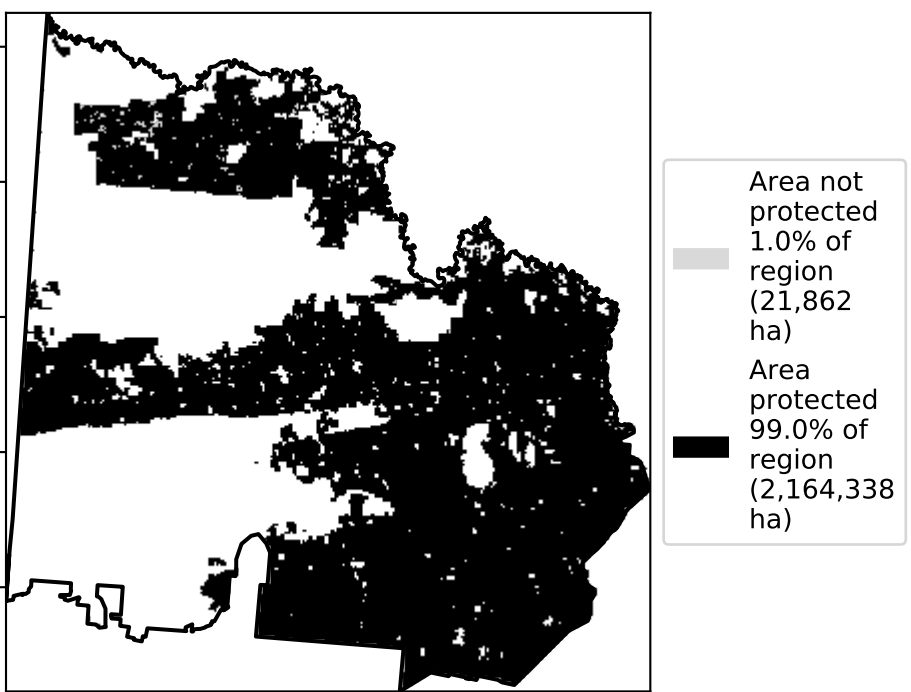 Area not
protected
1.0% of
region
(21,862
ha)
Area
protected
99.0% of
region
(2,164,338
ha)